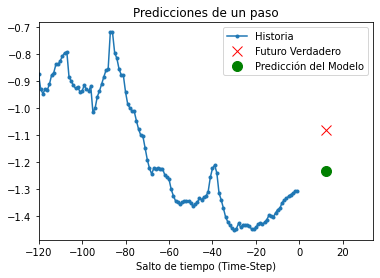 Predicciones de un paso
Historia
Futuro Verdadero
Predicción del Modelo
−0.7
−0.8
−0.9
−1.0
−1.1
−1.2
−1.3
−1.4
−120 −100 −80 −60 −40 −20 0 20
Salto de tiempo (Time-Step)